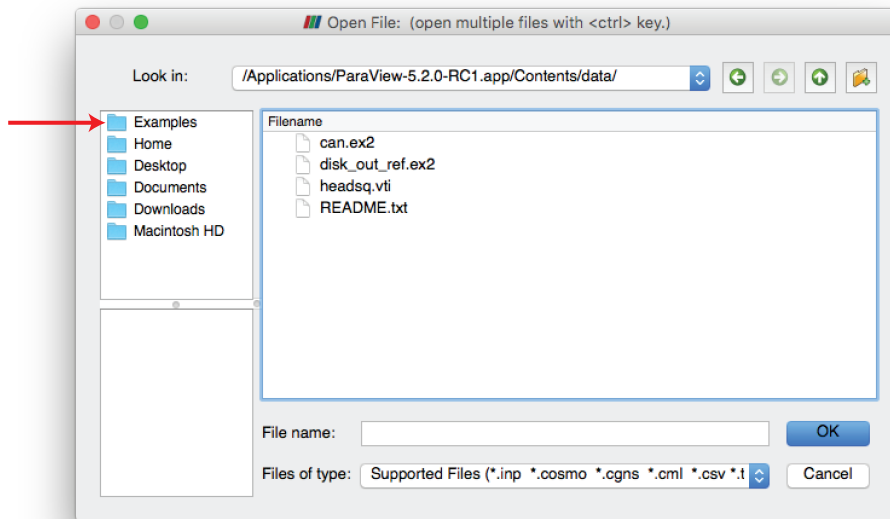 Open File: (open multiple files with <ctrl> key.)
Look in: /Applications/ParaView-5.2.0-RC1.app/Contents/data/
Examples
Home
Desktop
Documents
Downloads
Macintosh HD
Filename
can.ex2
disk_out_ref.ex2
headsq.vti
README.txt
File name: OK
Files of type: Supported Files (*.inp *.cosmo *.cgns *.cml *.csv *.t Cancel